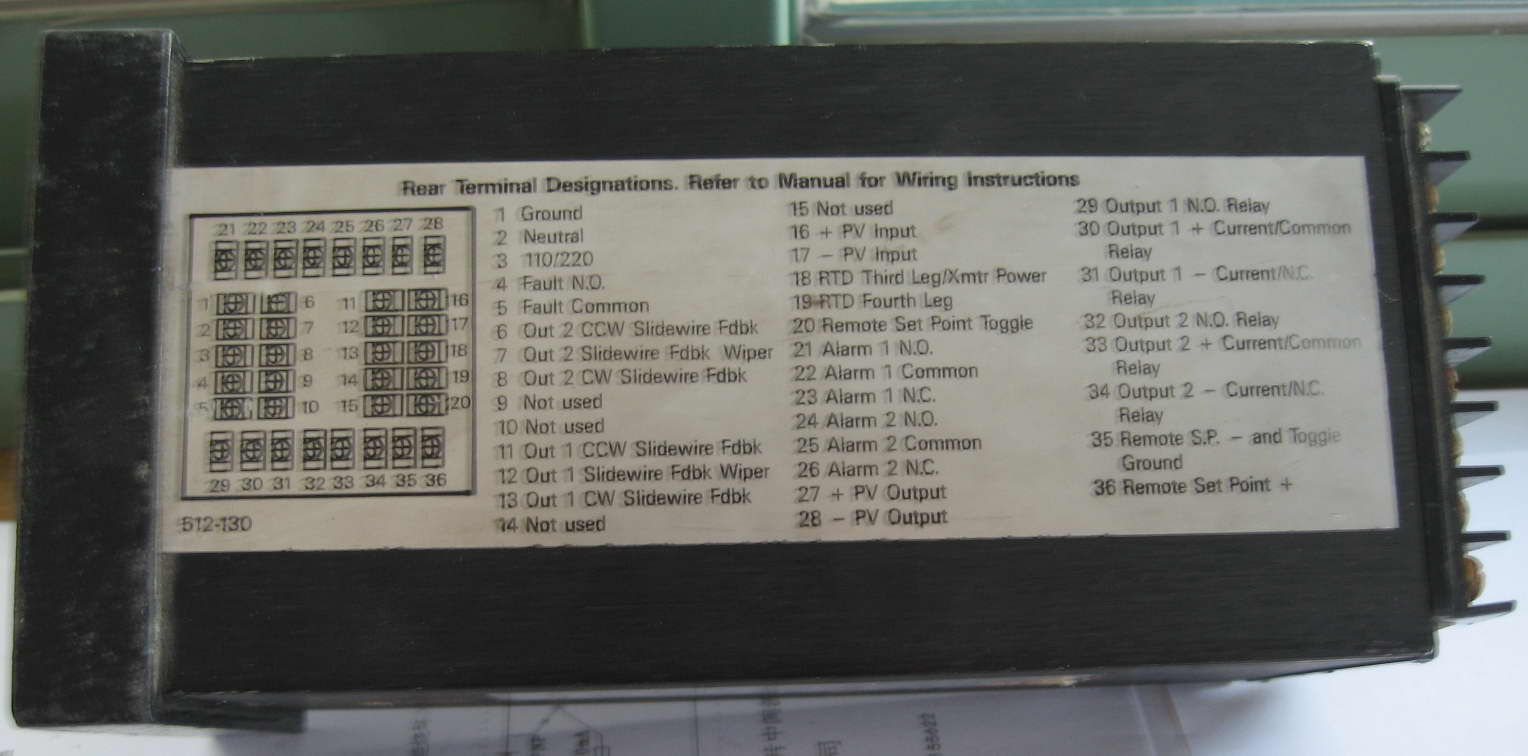 Rear Terminal Designations. Refer to Manual for Wiring Instructions
21 22 23 24 25 26 27 28
1 6 11 16
2 7 12 17
3 8 13 18
4 9 14 19
5 10 15 20
29 30 31 32 33 34 35 36
512-130
1 Ground
2 Neutral
3 110/220
4 Fault N.O.
5 Fault Common
6 Out 2 CCW Slidewire Fdbk
7 Out 2 Slidewire Fdbk Wiper
8 Out 2 CW Slidewire Fdbk
9 Not used
10 Not used
11 Out 1 CCW Slidewire Fdbk
12 Out 1 Slidewire Fdbk Wiper
13 Out 1 CW Slidewire Fdbk
14 Not used
15 Not used
16 + PV Input
17 – PV Input
18 RTD Third Leg/Xmtr Power
19 RTD Fourth Leg
20 Remote Set Point Toggle
21 Alarm 1 N.O.
22 Alarm 1 Common
23 Alarm 1 N.C.
24 Alarm 2 N.O.
25 Alarm 2 Common
26 Alarm 2 N.C.
27 + PV Output
28 – PV Output
29 Output 1 N.O. Relay
30 Output 1 + Current/Common
Relay
31 Output 1 – Current/N.C.
Relay
32 Output 2 N.O. Relay
33 Output 2 + Current/Common
Relay
34 Output 2 – Current/N.C.
Relay
35 Remote S.P. – and Toggle
Ground
36 Remote Set Point +